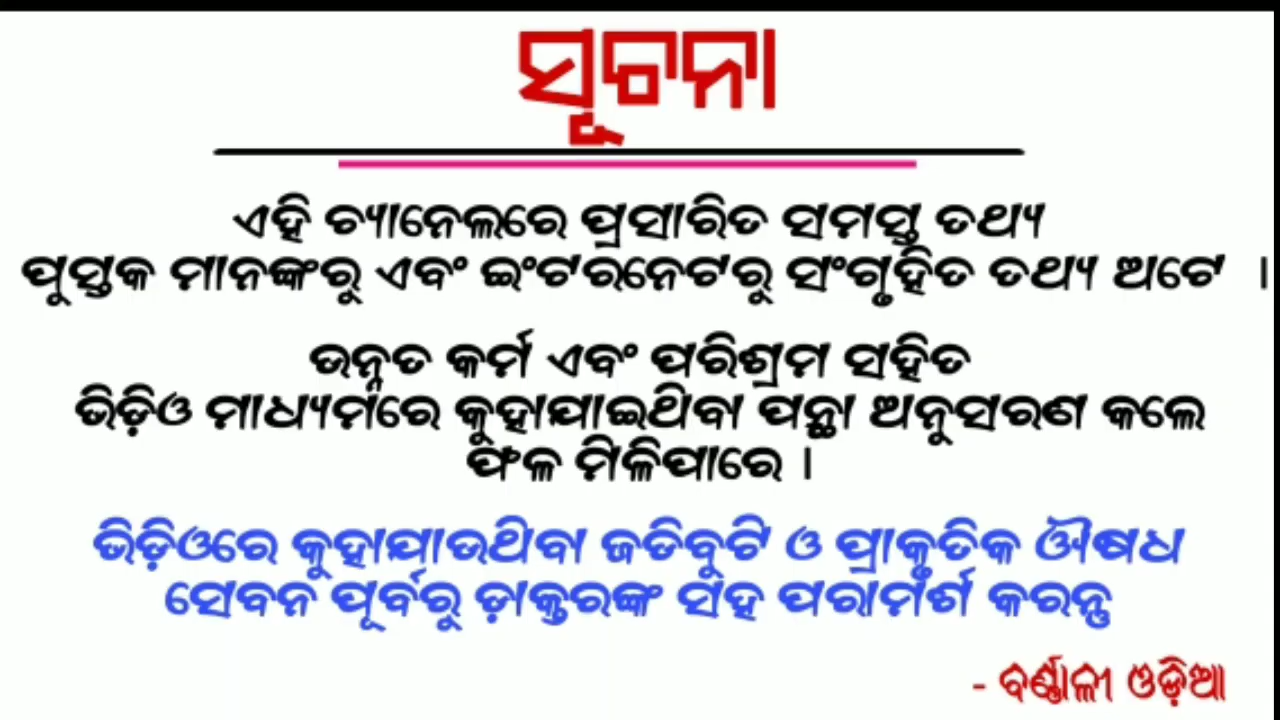 ସୂଚନା
ଏହି ଚ୍ୟାନେଲରେ ପ୍ରସାରିତ ସମସ୍ତ ତଥ୍ୟ
ପୁସ୍ତକ ମାନଙ୍କରୁ ଏବଂ ଇଂଟରନେଟରୁ ସଂଗୃହିତ ତଥ୍ୟ ଅଟେ ।
ଉନ୍ନତ କର୍ମ ଏବଂ ପରିଶ୍ରମ ସହିତ
ଭିଡ଼ିଓ ମାଧ୍ୟମରେ କୁହାଯାଇଥିବା ପନ୍ଥା ଅନୁସରଣ କଲେ
ଫଳ ମିଳିପାରେ ।
ଭିଡ଼ିଓରେ କୁହାଯାଉଥିବା ଜଡିବୁଟି ଓ ପ୍ରାକୃତିକ ଔଷଧ
ସେବନ ପୂର୍ବରୁ ଡ଼ାକ୍ତରଙ୍କ ସହ ପରାମର୍ଶ କରନ୍ତୁ
- ବର୍ଣ୍ଣାଳୀ ଓଡ଼ିଆ